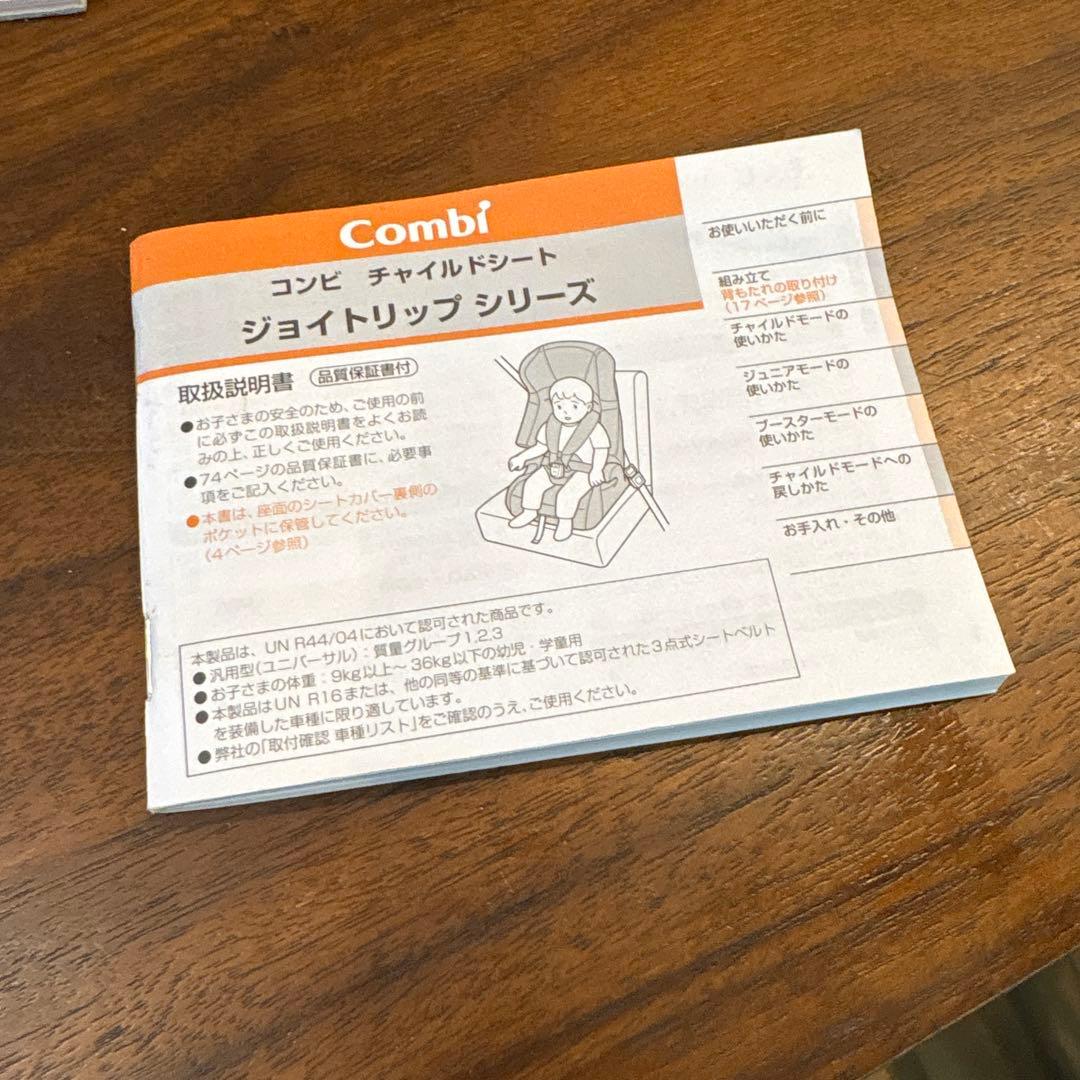 Combi
コンビ チャイルドシート
ジョイトリップ シリーズ
取扱説明書 品質保証書付
●お子さまの安全のため、ご使用の前
に必ずこの取扱説明書をよくお読
みの上、正しくご使用ください。
●74ページの品質保証書に、必要事
項をご記入ください。
●本書は、座面のシートカバー裏側の
ポケットに保管してください。
(4ページ参照)
本製品は、UN R44/04において認可された商品です。
●汎用型(ユニバーサル):質量グループ1,2,3
●お子さまの体重:9kg以上～36kg以下の幼児・学童用
●本製品はUN R16または、他の同等の基準に基づいて認可された3点式シートベルト
を装備した車種に限り適しています。
●弊社の「取付確認 車種リスト」をご確認のうえ、ご使用ください。
お使いいただく前に
組み立て
背もたれの取り付け
(17ページ参照)
チャイルドモードの
使いかた
ジュニアモードの
使いかた
ブースターモードの
使いかた
チャイルドモードへの
戻しかた
お手入れ・その他